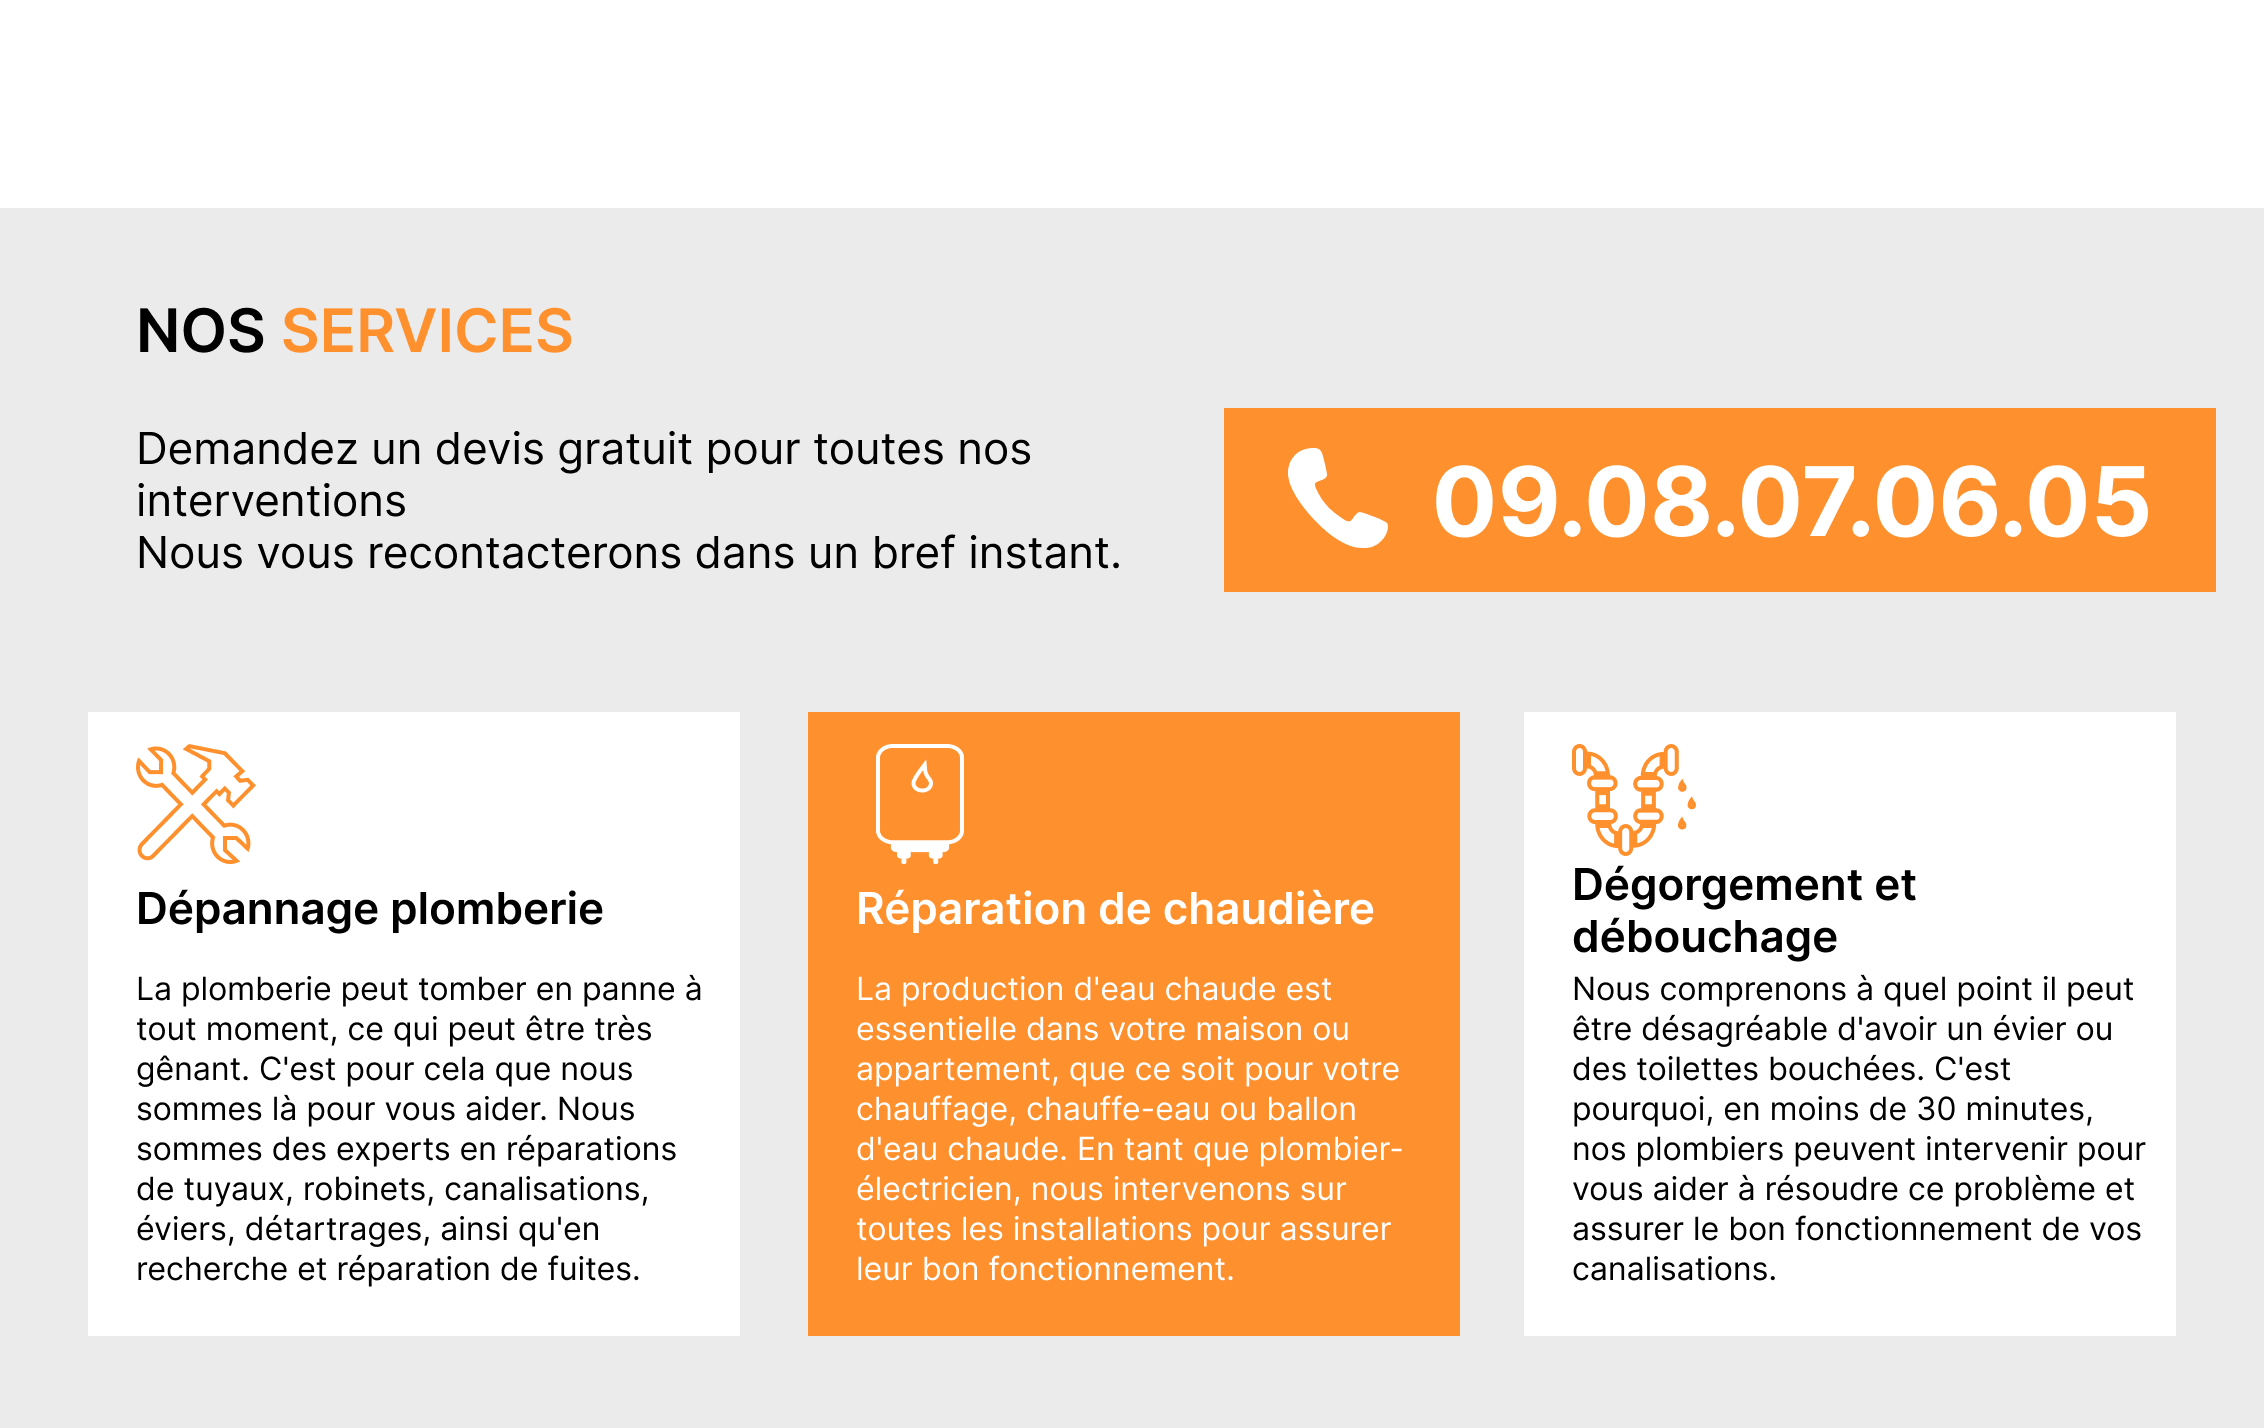 NOS SERVICES
Demandez un devis gratuit pour toutes nos
interventions
Nous vous recontacterons dans un bref instant.
09.08.07.06.05
Dépannage plomberie
La plomberie peut tomber en panne à
tout moment, ce qui peut être très
gênant. C'est pour cela que nous
sommes là pour vous aider. Nous
sommes des experts en réparations
de tuyaux, robinets, canalisations,
éviers, détartrages, ainsi qu'en
recherche et réparation de fuites.
Réparation de chaudière
La production d'eau chaude est
essentielle dans votre maison ou
appartement, que ce soit pour votre
chauffage, chauffe-eau ou ballon
d'eau chaude. En tant que plombier-
électricien, nous intervenons sur
toutes les installations pour assurer
leur bon fonctionnement.
Dégorgement et
débouchage
Nous comprenons à quel point il peut
être désagréable d'avoir un évier ou
des toilettes bouchées. C'est
pourquoi, en moins de 30 minutes,
nos plombiers peuvent intervenir pour
vous aider à résoudre ce problème et
assurer le bon fonctionnement de vos
canalisations.